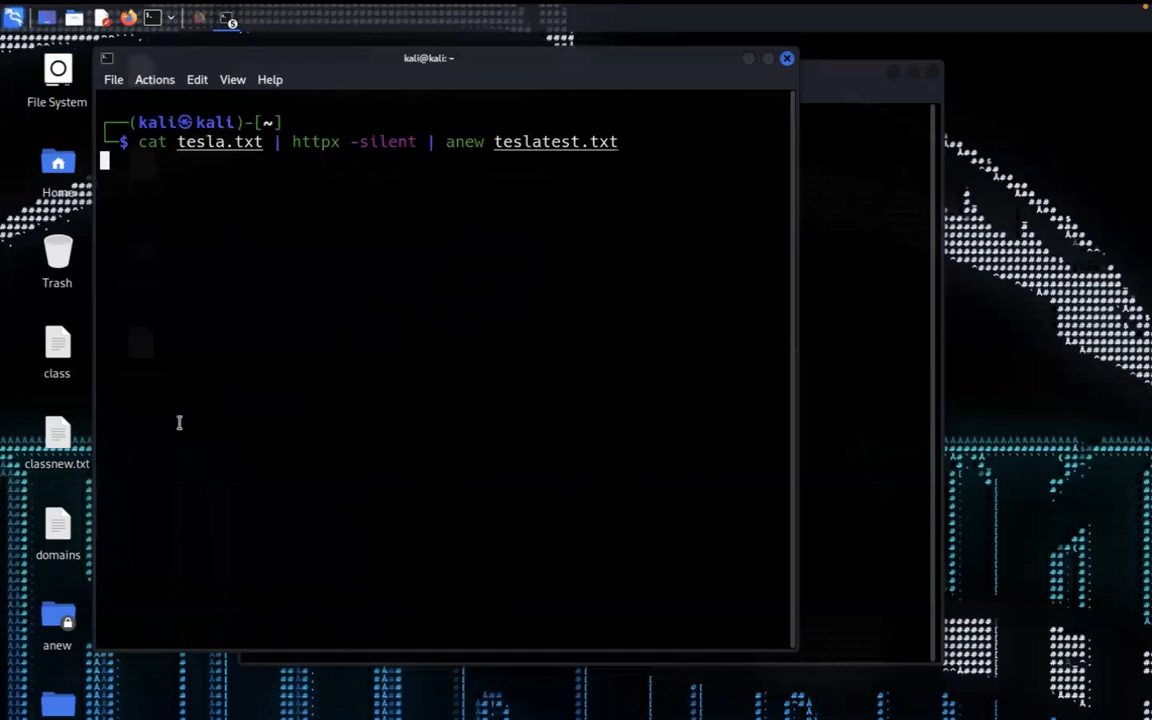 5
kali@kali: ~
File Actions Edit View Help
┌──(kali㉿kali)-[~]
└─$ cat tesla.txt | httpx -silent | anew teslatest.txt
File System
Home
Trash
class
classnew.txt
domains
anew